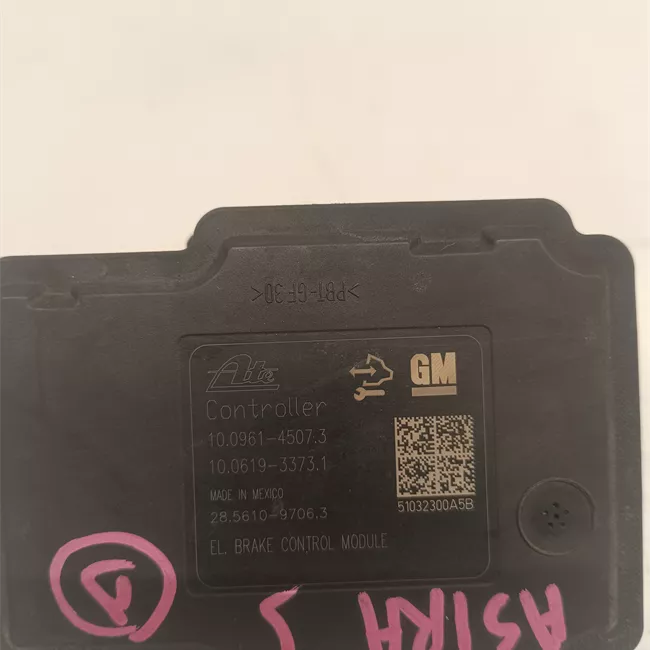 >PBT-GF30<
Ate
GM
Controller
10.0961-4507.3
10.0619-3373.1
MADE IN MEXICO
28.5610-9706.3
51032300A5B
EL. BRAKE CONTROL MODULE
ASTRA J